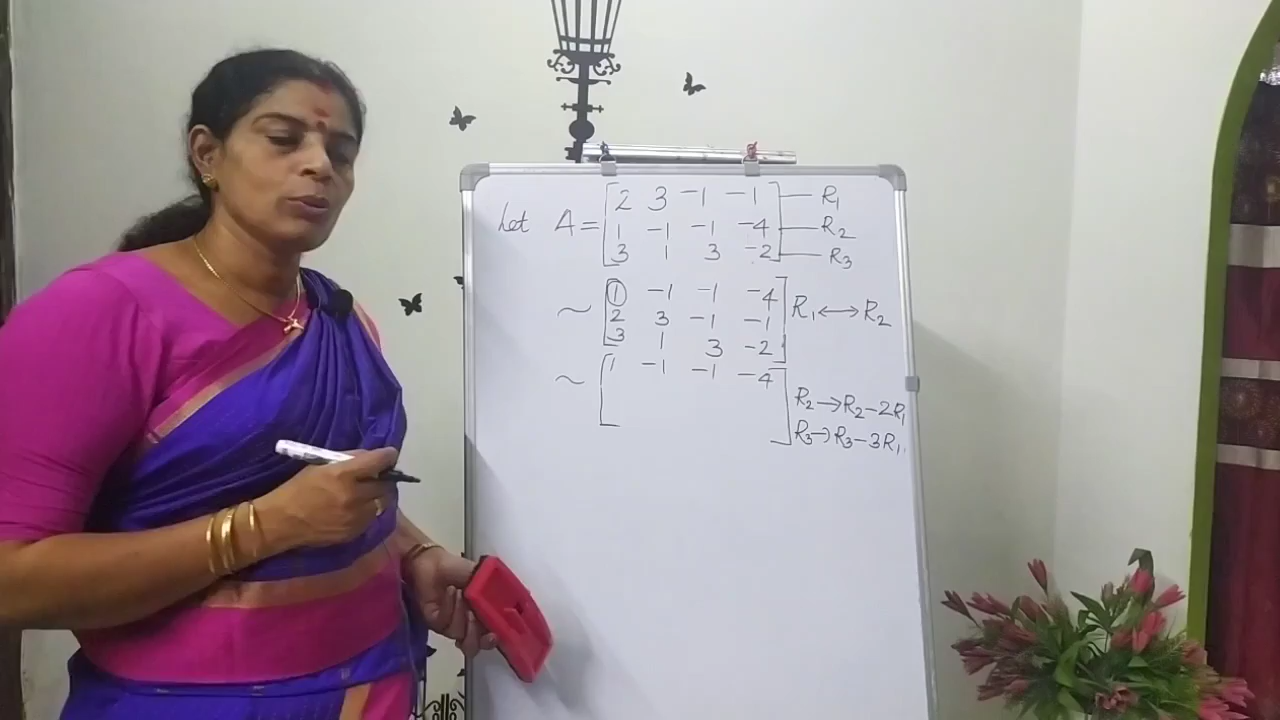 Let A = [2 3 -1 -1] — R1
1 -1 -1 -4 — R2
3 1 3 -2 — R3
~ [① -1 -1 -4
2 3 -1 -1] R1 ↔ R2
3 1 3 -2
~ [1 -1 -1 -4]
R2 → R2 - 2R1
R3 → R3 - 3R1.